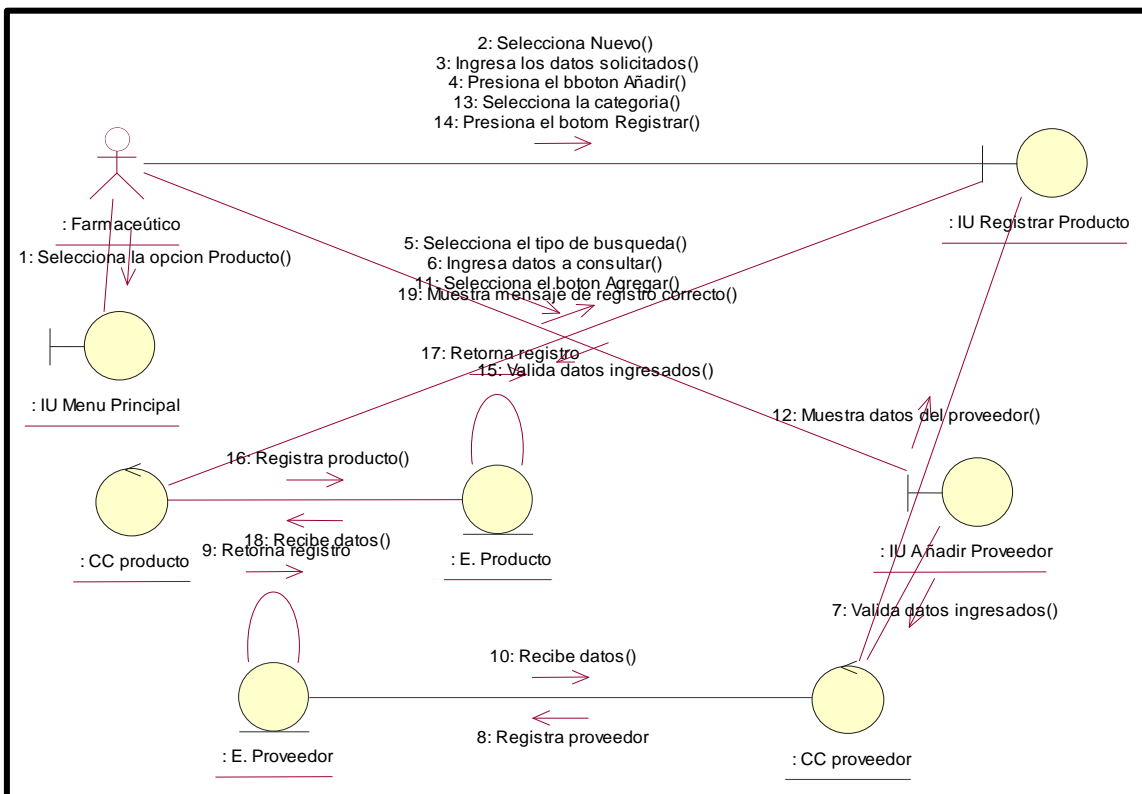 2: Selecciona Nuevo()
3: Ingresa los datos solicitados()
4: Presiona el bboton Añadir()
13: Selecciona la categoria()
14: Presiona el botom Registrar()
: Farmaceútico
: IU Registrar Producto
1: Selecciona la opcion Producto()
5: Selecciona el tipo de busqueda()
6: Ingresa datos a consultar()
11: Selecciona el boton Agregar()
19: Muestra mensaje de registro correcto()
17: Retorna registro
15: Valida datos ingresados()
: IU Menu Principal
12: Muestra datos del proveedor()
16: Registra producto()
18: Recibe datos()
9: Retorna registro
: CC producto
: E. Producto
: IU Añadir Proveedor
7: Valida datos ingresados()
10: Recibe datos()
8: Registra proveedor
: E. Proveedor
: CC proveedor